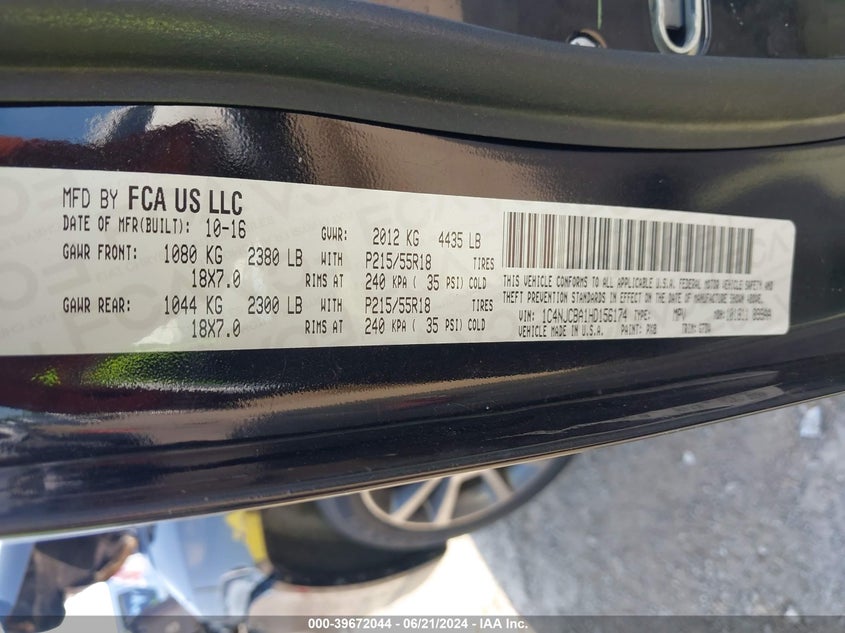 MFD BY FCA US LLC
DATE OF MFR(BUILT): 10-16 GVWR: 2012 KG 4435 LB
GAWR FRONT: 1080 KG 2380 LB WITH P215/55R18 TIRES
18X7.0 RIMS AT 240 KPA ( 35 PSI) COLD
GAWR REAR: 1044 KG 2300 LB WITH P215/55R18 TIRES
18X7.0 RIMS AT 240 KPA ( 35 PSI) COLD
THIS VEHICLE CONFORMS TO ALL APPLICABLE U.S.A. FEDERAL MOTOR VEHICLE SAFETY AND
THEFT PREVENTION STANDARDS IN EFFECT ON THE DATE OF MANUFACTURE SHOWN ABOVE.
VIN: 1C4NJCBA1HD156174 TYPE: MPV MDH: 101811 899AA
VEHICLE MADE IN U.S.A. PAINT: PXB TRIM:
000-39672044 - 06/21/2024 - IAA Inc.